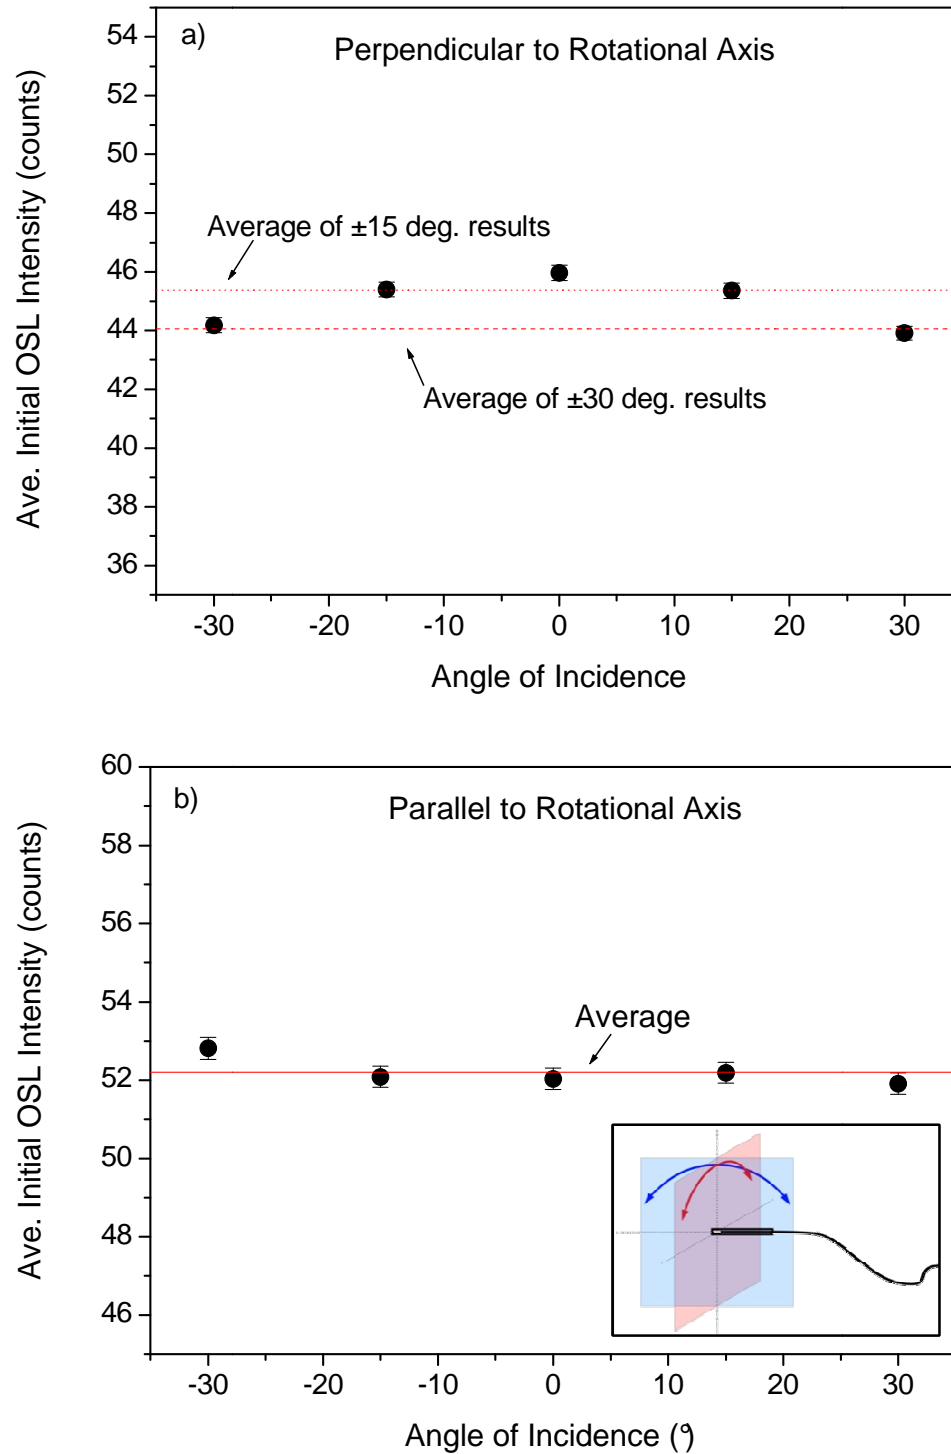 a)
Perpendicular to Rotational Axis
Ave. Initial OSL Intensity (counts)
54
52
50
48
46
44
42
40
38
36
Average of ±15 deg. results
Average of ±30 deg. results
-30 -20 -10 0 10 20 30
Angle of Incidence
b)
Parallel to Rotational Axis
Ave. Initial OSL Intensity (counts)
60
58
56
54
52
50
48
46
Average
-30 -20 -10 0 10 20 30
Angle of Incidence (°)